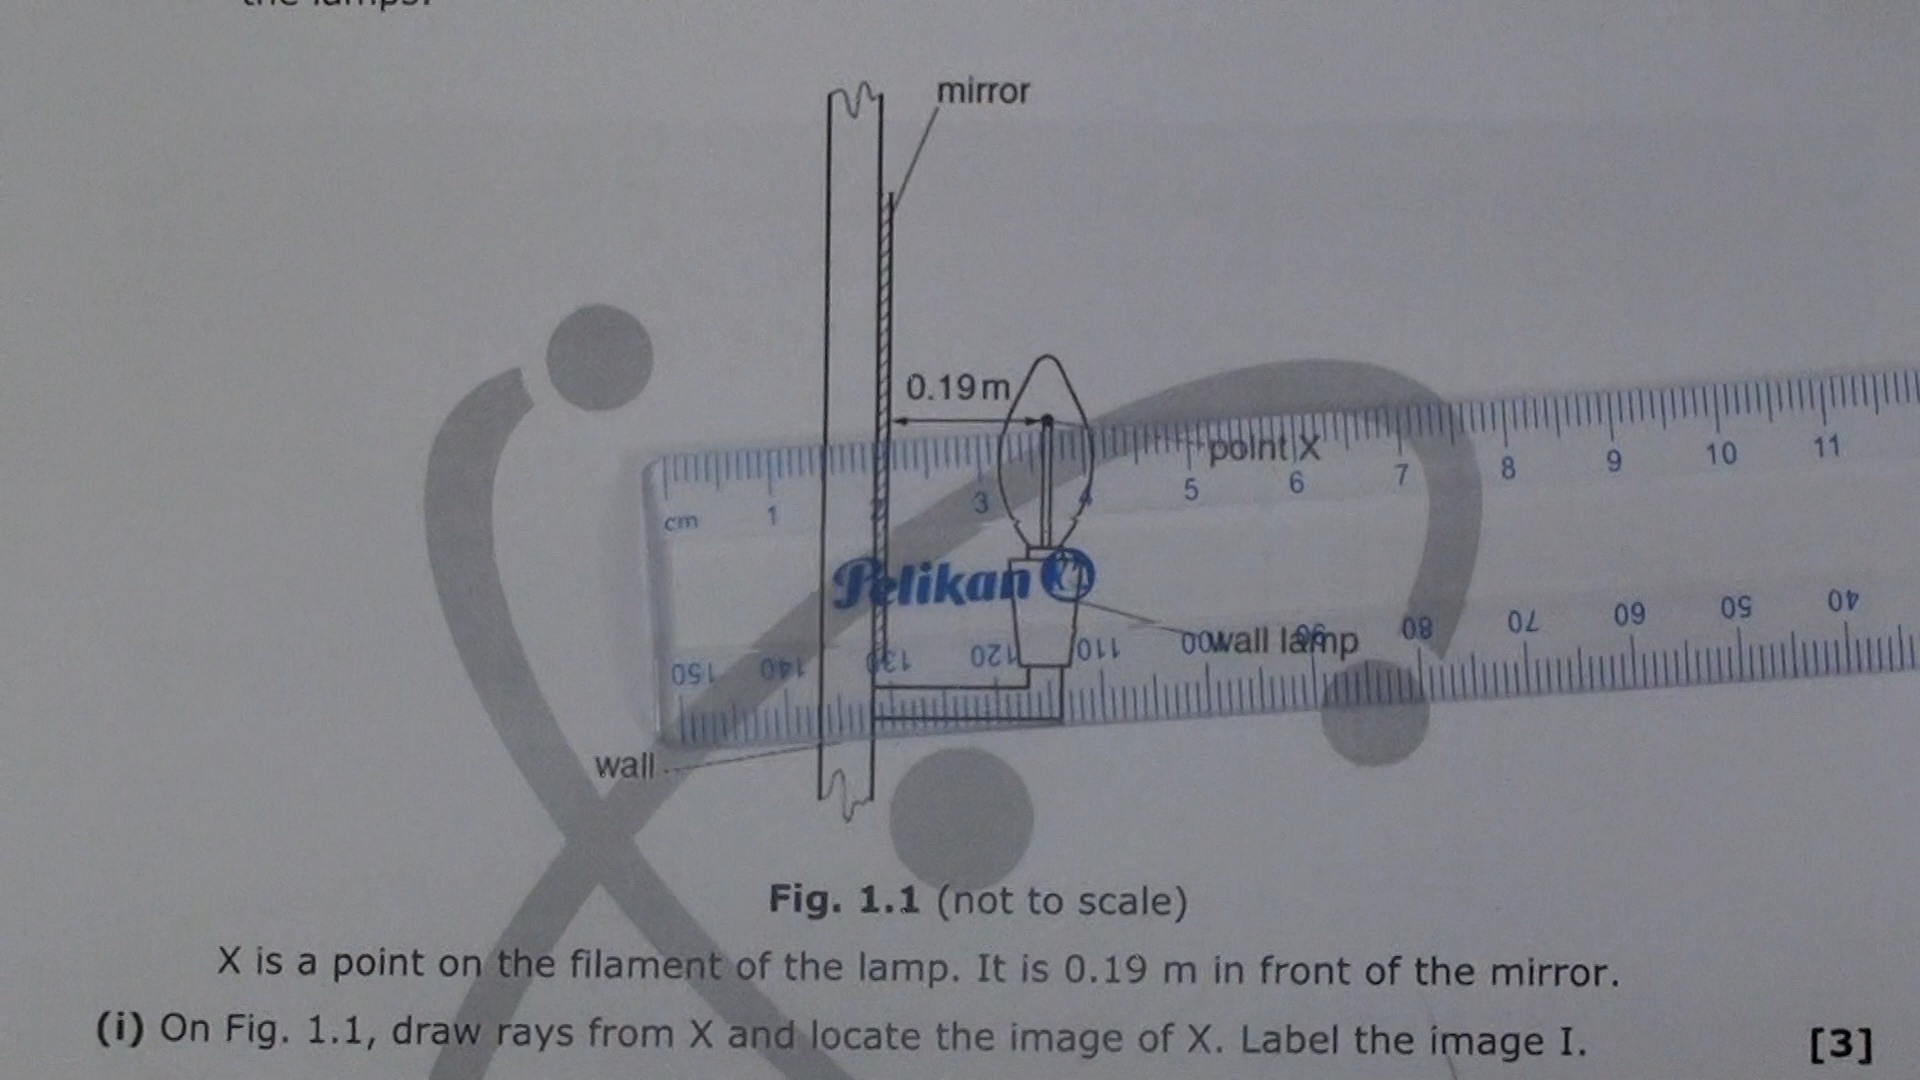 mirror
0.19m
point X
cm 1 3 4 5 6 7 8 9 10 11
Pelikan
150 140 130 120 110 90 80 70 60 50 40
wall lamp
wall
Fig. 1.1 (not to scale)
X is a point on the filament of the lamp. It is 0.19 m in front of the mirror.
(i) On Fig. 1.1, draw rays from X and locate the image of X. Label the image I. [3]